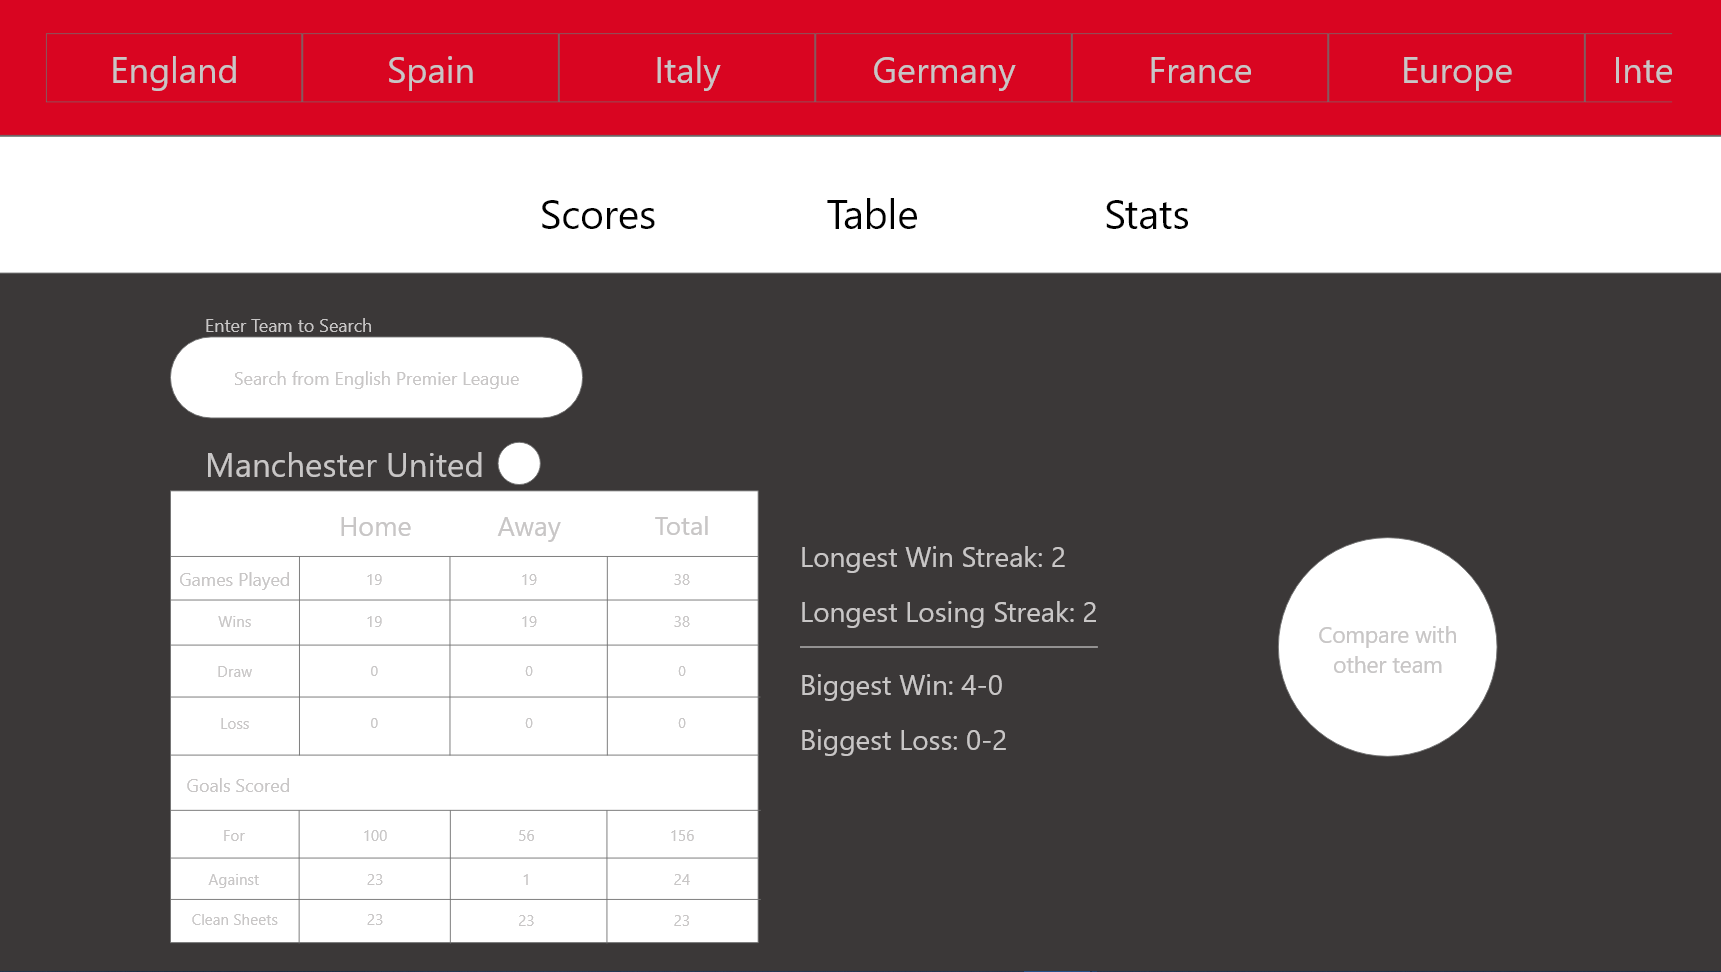 England Spain Italy Germany France Europe Inte
Scores Table Stats
Enter Team to Search
Search from English Premier League
Manchester United
Home Away Total
Games Played 19 19 38
Wins 19 19 38
Draw 0 0 0
Loss 0 0 0
Goals Scored
For 100 56 156
Against 23 1 24
Clean Sheets 23 23 23
Longest Win Streak: 2
Longest Losing Streak: 2
Biggest Win: 4-0
Biggest Loss: 0-2
Compare with
other team